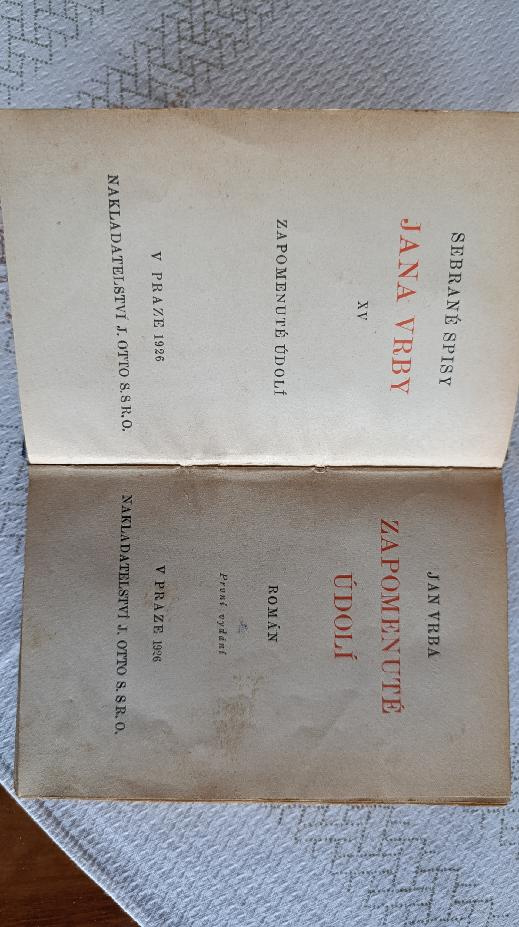 SEBRANÉ SPISY
JANA VRBY
XV
ZAPOMENUTÉ ÚDOLÍ
V PRAZE 1926
NAKLADATELSTVÍ J. OTTO S. S R. O.
JAN VRBA
ZAPOMENUTÉ
ÚDOLÍ
ROMÁN
První vydání
V PRAZE 1926
NAKLADATELSTVÍ J. OTTO S. S R. O.